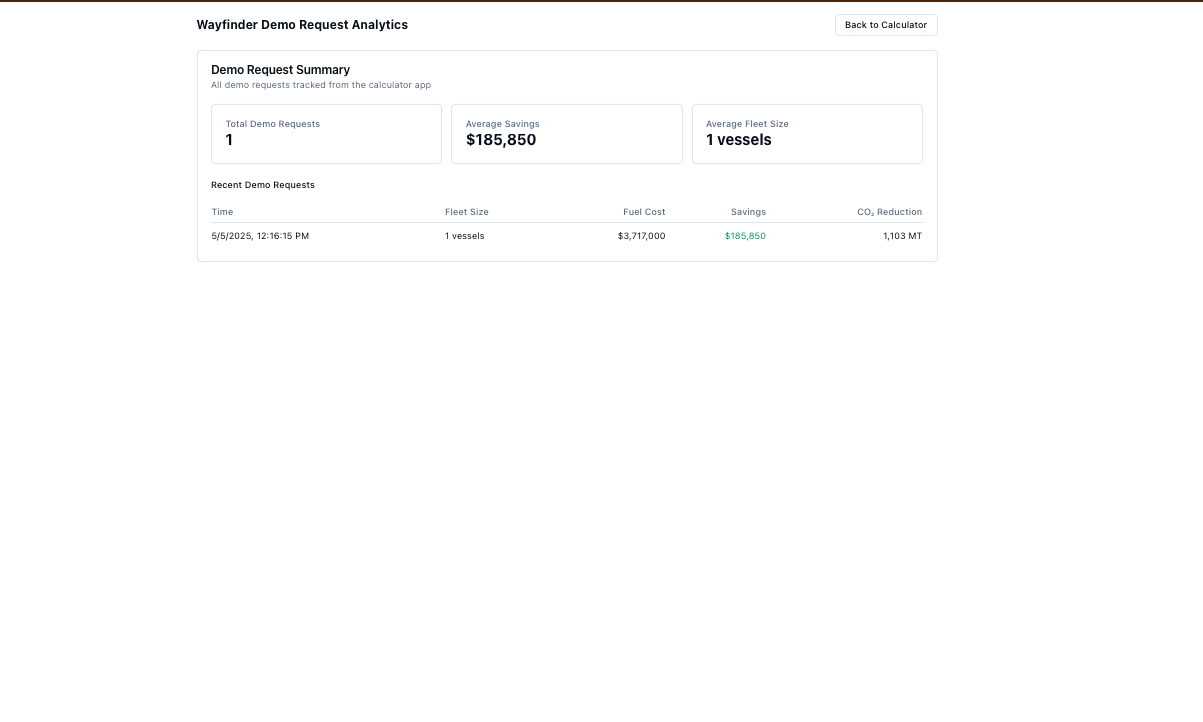 Wayfinder Demo Request Analytics
Back to Calculator
Demo Request Summary
All demo requests tracked from the calculator app
Total Demo Requests
1
Average Savings
$185,850
Average Fleet Size
1 vessels
Recent Demo Requests
Time Fleet Size Fuel Cost Savings CO₂ Reduction
5/5/2025, 12:16:15 PM 1 vessels $3,717,000 $185,850 1,103 MT